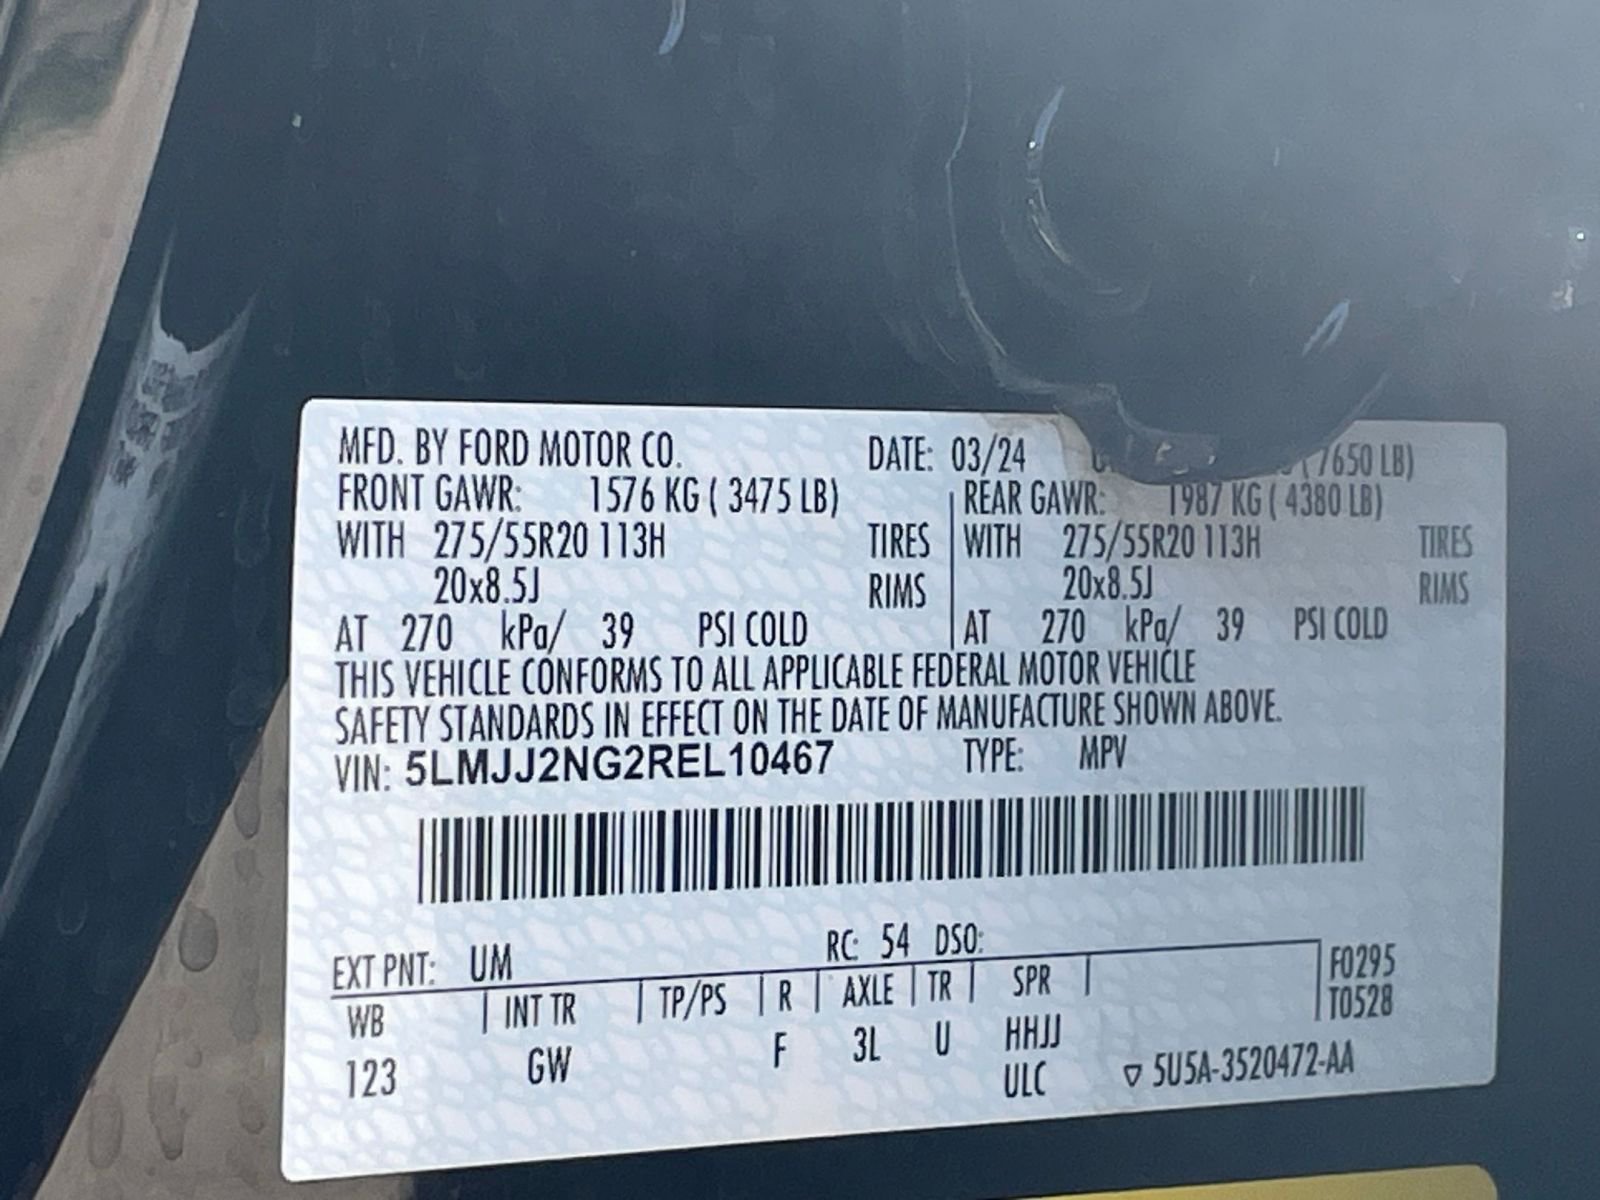 MFD. BY FORD MOTOR CO. DATE: 03/24 (7650 LB)
FRONT GAWR: 1576 KG ( 3475 LB) REAR GAWR: 1987 KG ( 4380 LB)
WITH 275/55R20 113H TIRES WITH 275/55R20 113H TIRES
20x8.5J RIMS 20x8.5J RIMS
AT 270 kPa/ 39 PSI COLD AT 270 kPa/ 39 PSI COLD
THIS VEHICLE CONFORMS TO ALL APPLICABLE FEDERAL MOTOR VEHICLE
SAFETY STANDARDS IN EFFECT ON THE DATE OF MANUFACTURE SHOWN ABOVE.
VIN: 5LMJJ2NG2REL10467 TYPE: MPV
EXT PNT: UM RC: 54 DSO:
WB INT TR TP/PS R AXLE TR SPR F0295
T0528
123 GW F 3L U HHJJ
ULC ▽ 5U5A-3520472-AA